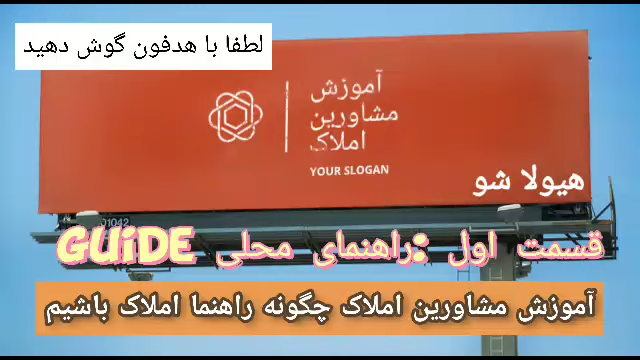 لطفا با هدفون گوش دهید
آموزش
مشاورین
املاک
YOUR SLOGAN
هیولا شو
01042
قسمت اول :راهنمای محلی GUiDE
آموزش مشاورین املاک چگونه راهنما املاک باشیم